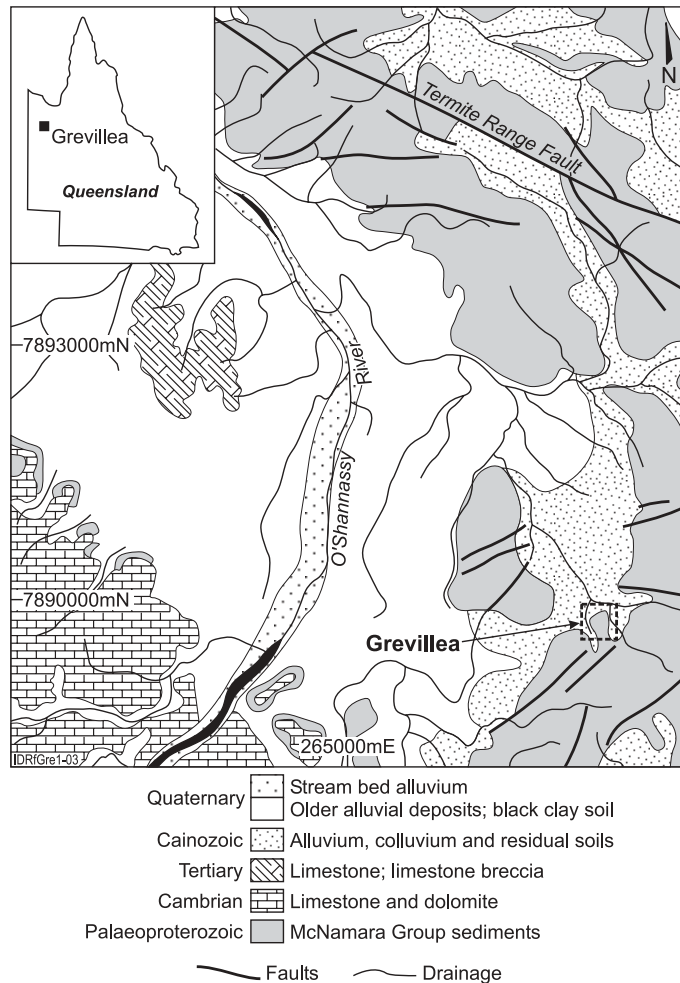 N
Grevillea
Queensland
Termite Range Fault
7893000mN
River
O'Shannassy
7890000mN
Grevillea
265000mE
IDRfGre1-03
Quaternary
Stream bed alluvium
Older alluvial deposits; black clay soil
Cainozoic
Alluvium, colluvium and residual soils
Tertiary
Limestone; limestone breccia
Cambrian
Limestone and dolomite
Palaeoproterozoic
McNamara Group sediments
Faults
Drainage